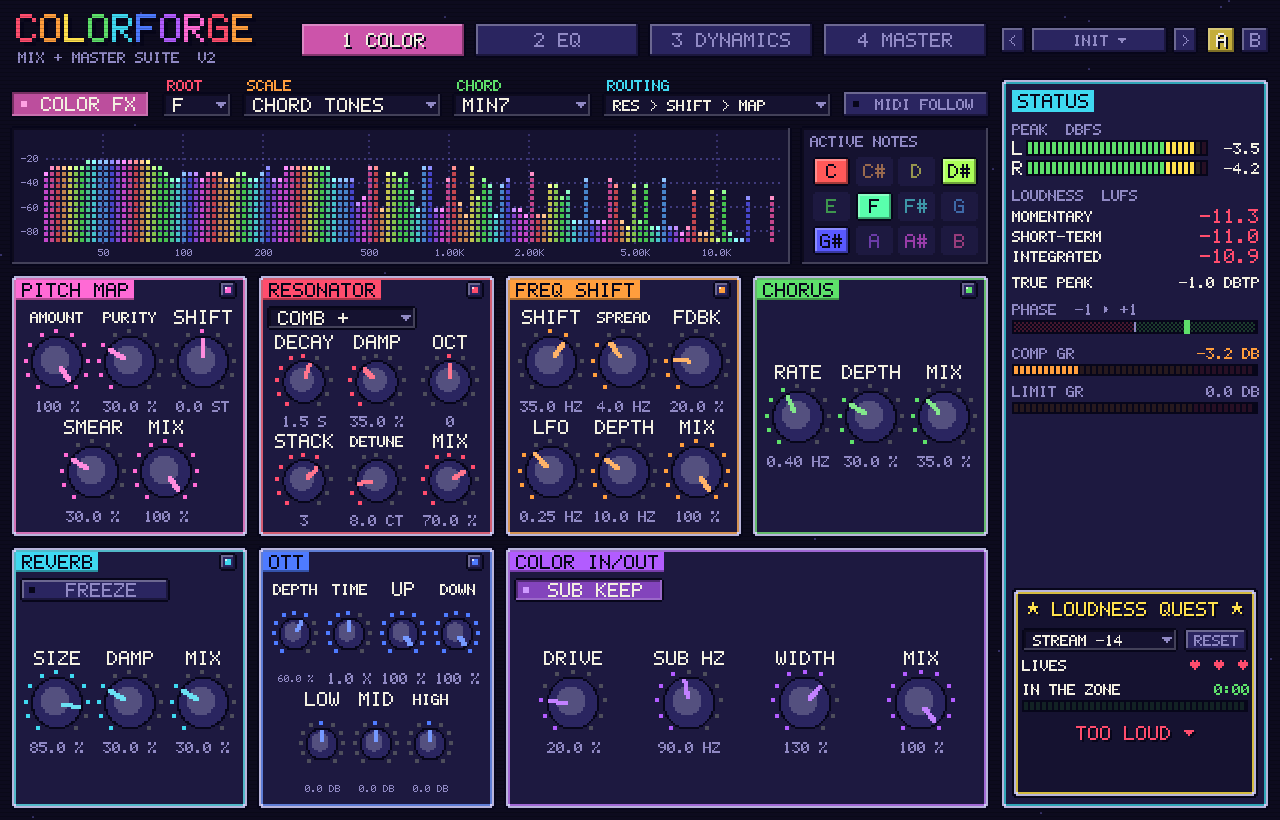 COLORFORGE
MIX + MASTER SUITE V2
1 COLOR
2 EQ
3 DYNAMICS
4 MASTER
< INIT > A B
COLOR FX
ROOT
F
SCALE
CHORD TONES
CHORD
MIN7
ROUTING
RES > SHIFT > MAP
MIDI FOLLOW
-20
-40
-60
-80
50 100 200 500 1.00K 2.00K 5.00K 10.0K
ACTIVE NOTES
C C# D D#
E F F# G
G# A A# B
PITCH MAP
AMOUNT PURITY SHIFT
100 % 30.0 % 0.0 ST
SMEAR MIX
30.0 % 100 %
RESONATOR
COMB +
DECAY DAMP OCT
1.5 S 35.0 % 0
STACK DETUNE MIX
3 8.0 CT 70.0 %
FREQ SHIFT
SHIFT SPREAD FDBK
35.0 HZ 4.0 HZ 20.0 %
LFO DEPTH MIX
0.25 HZ 10.0 HZ 100 %
CHORUS
RATE DEPTH MIX
0.40 HZ 30.0 % 35.0 %
REVERB
FREEZE
SIZE DAMP MIX
85.0 % 30.0 % 30.0 %
OTT
DEPTH TIME UP DOWN
60.0 % 1.0 X 100 % 100 %
LOW MID HIGH
0.0 DB 0.0 DB 0.0 DB
COLOR IN/OUT
SUB KEEP
DRIVE SUB HZ WIDTH MIX
20.0 % 90.0 HZ 130 % 100 %
STATUS
PEAK DBFS
L -3.5
R -4.2
LOUDNESS LUFS
MOMENTARY -11.3
SHORT-TERM -11.0
INTEGRATED -10.9
TRUE PEAK -1.0 DBTP
PHASE -1 ▸ +1
COMP GR -3.2 DB
LIMIT GR 0.0 DB
★ LOUDNESS QUEST ★
STREAM -14
RESET
LIVES ♥ ♥ ♥
IN THE ZONE 0:00
TOO LOUD ▼